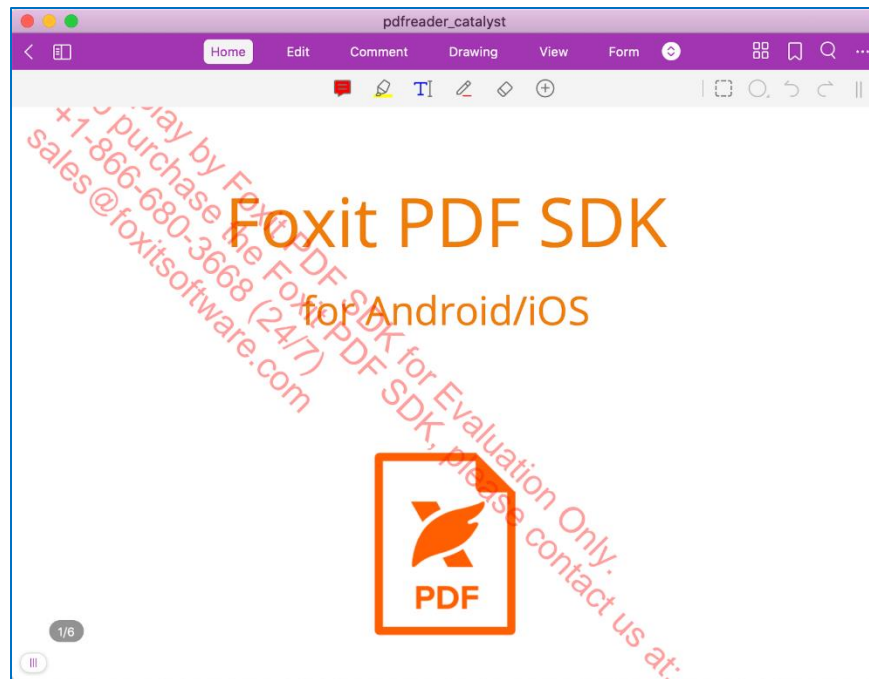 pdfreader_catalyst
Home Edit Comment Drawing View Form
T
play by Foxit PDF SDK for Evaluation Only.
o purchase the Foxit PDF SDK, please contact us at:
+1-866-680-3668 (24/7)
sales@foxitsoftware.com
Foxit PDF SDK
for Android/iOS
PDF
1/6